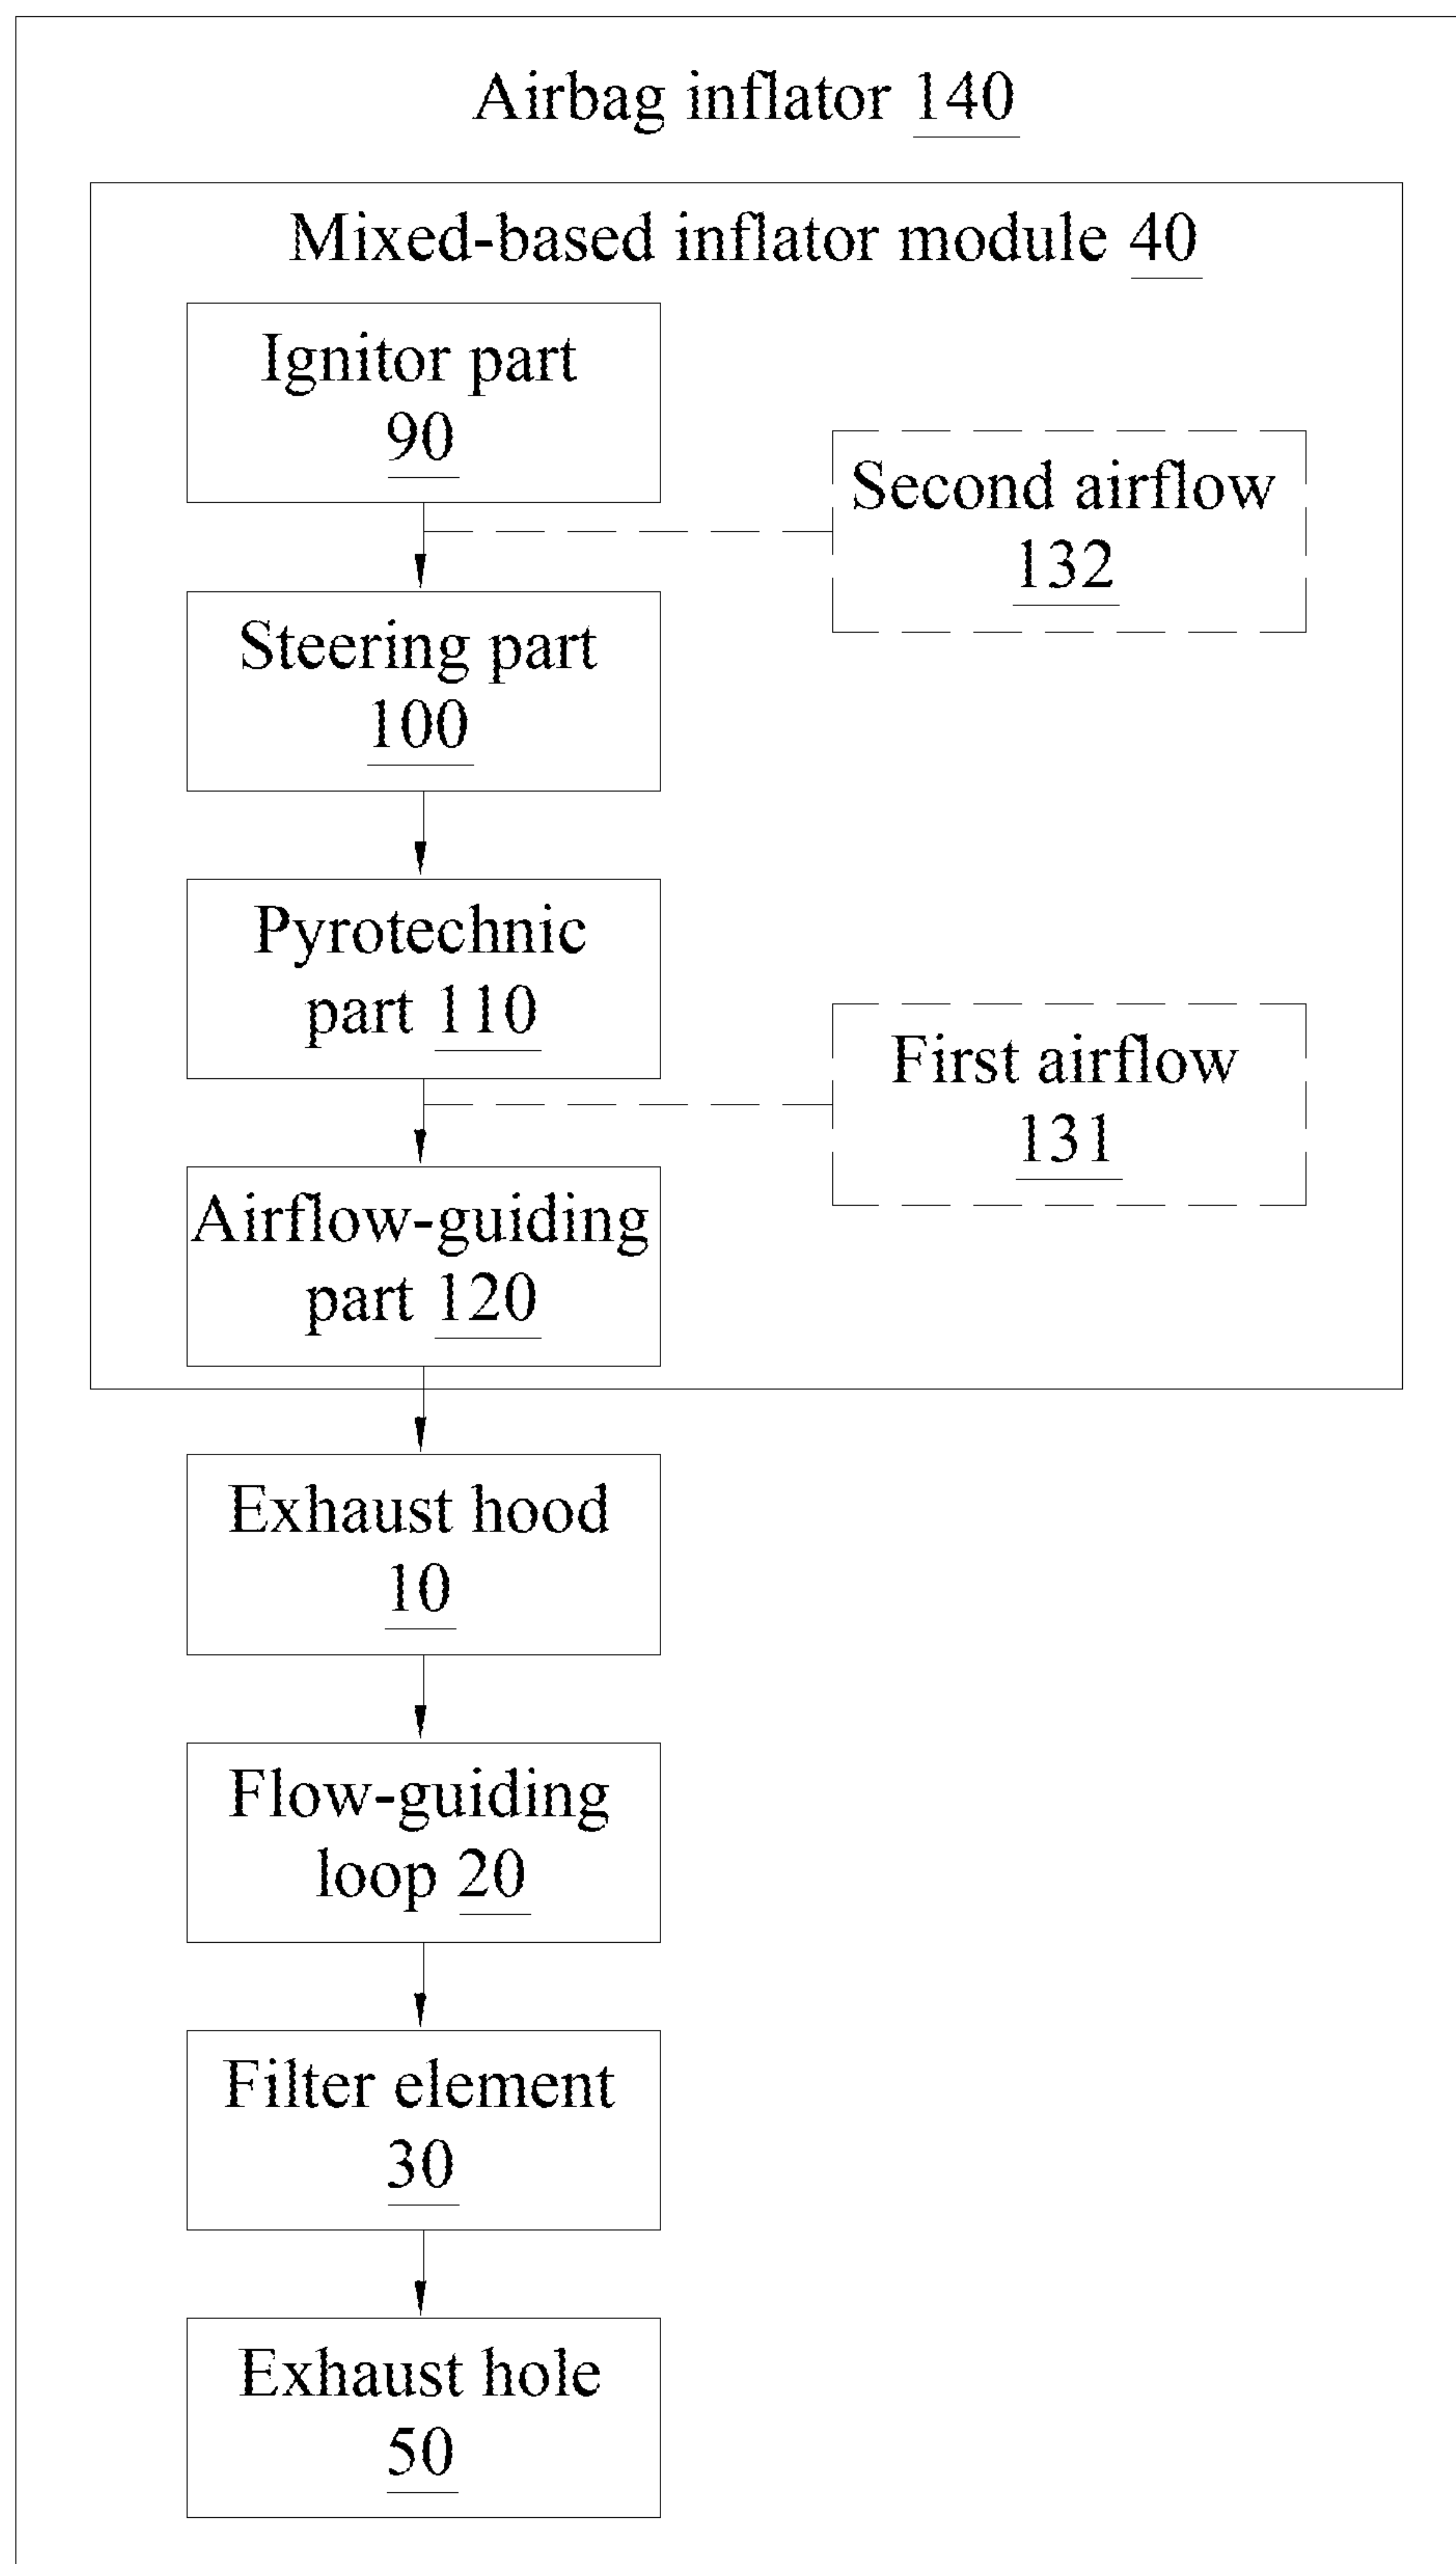 Airbag inflator 140
Mixed-based inflator module 40
Ignitor part
90
Second airflow
132
Steering part
100
Pyrotechnic
part 110
First airflow
131
Airflow-guiding
part 120
Exhaust hood
10
Flow-guiding
loop 20
Filter element
30
Exhaust hole
50